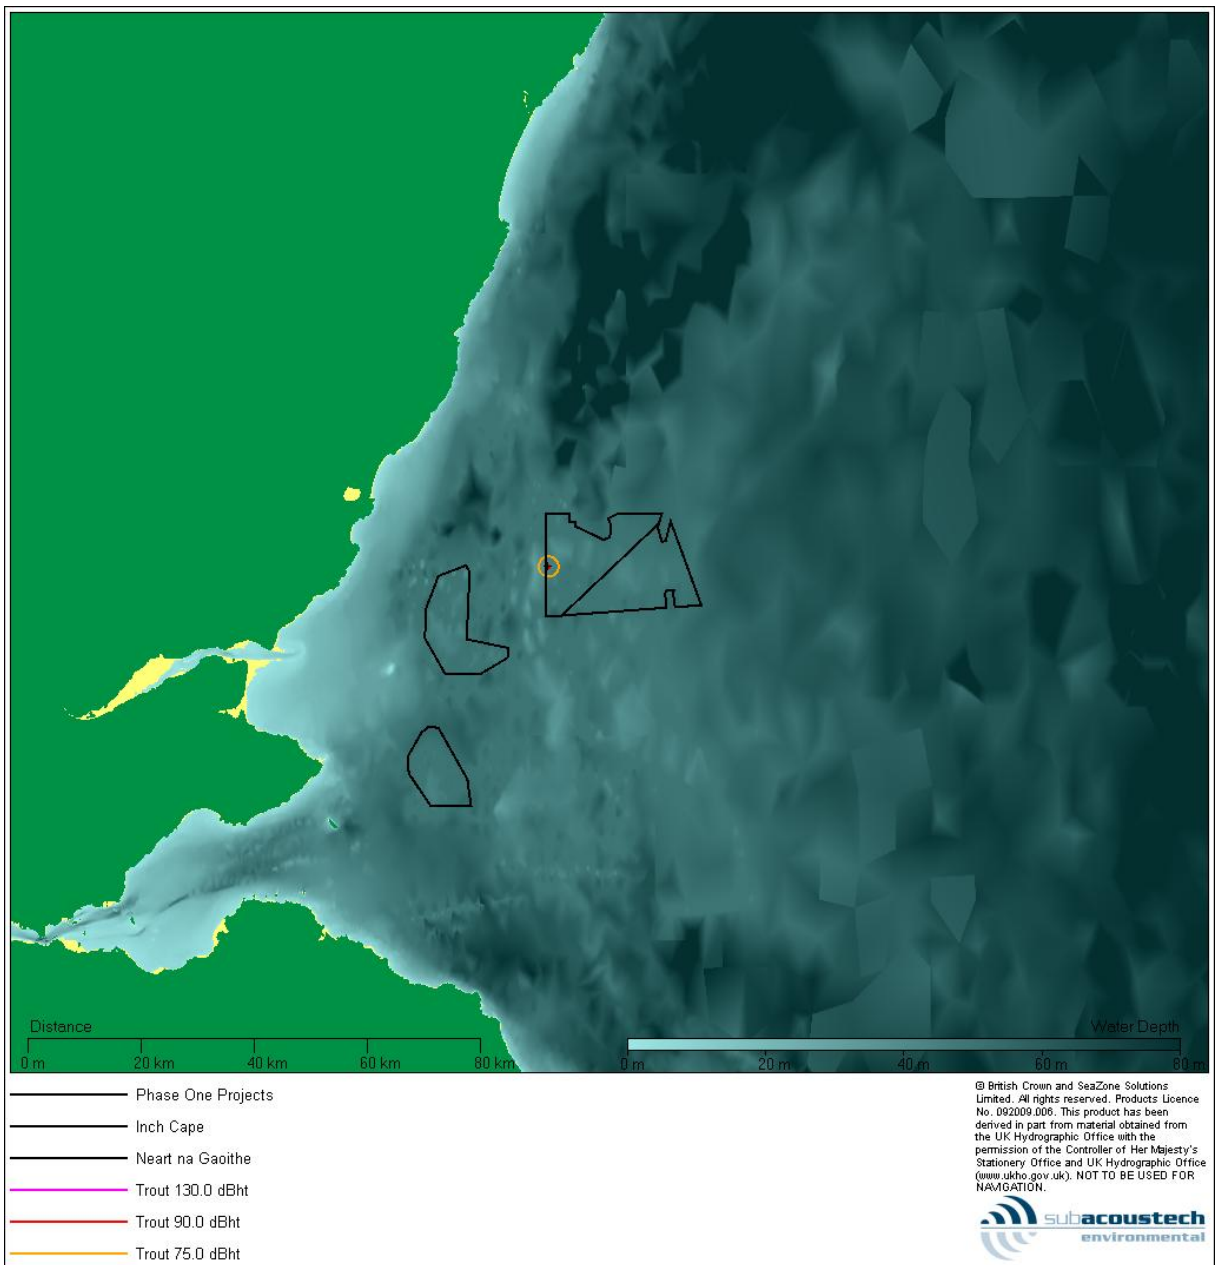 Distance
0 m 20 km 40 km 60 km 80 km
Water Depth
0 m 20 m 40 m 60 m 80 m
Phase One Projects
Inch Cape
Neart na Gaoithe
Trout 130.0 dBht
Trout 90.0 dBht
Trout 75.0 dBht
© British Crown and SeaZone Solutions
Limited. All rights reserved. Products Licence
No. 092009.006. This product has been
derived in part from material obtained from
the UK Hydrographic Office with the
permission of the Controller of Her Majesty's
Stationery Office and UK Hydrographic Office
(www.ukho.gov.uk). NOT TO BE USED FOR
NAVIGATION.
subacoustech
environmental